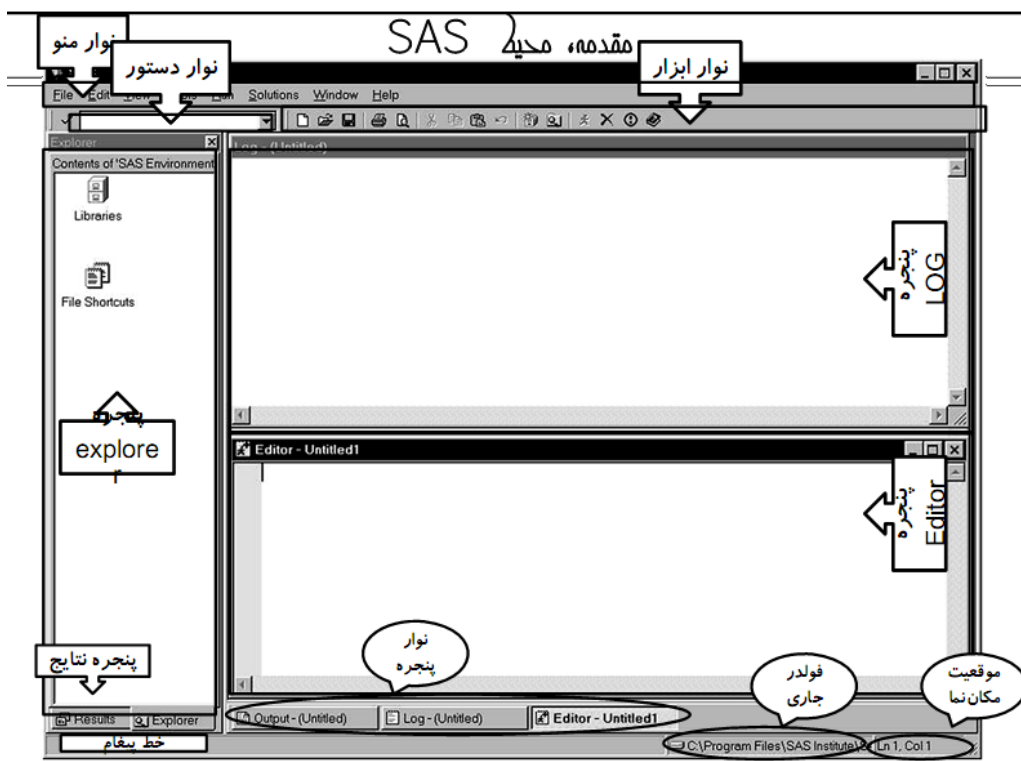 مقدمه، محیط SAS
نوار منو
نوار دستور
نوار ابزار
File Edit View Tools Run Solutions Window Help
Explorer
Log - (Untitled)
Contents of 'SAS Environment
Libraries
File Shortcuts
پنجره
LOG
پنجره
explore
r
Editor - Untitled1
پنجره
Editor
نوار
پنجره
پنجره نتایج
فولدر
جاری
موقعیت
مکان‌نما
Results
Explorer
Output - (Untitled)
Log - (Untitled)
Editor - Untitled1
خط پیغام
C:\Program Files\SAS Institute\
Ln 1, Col 1